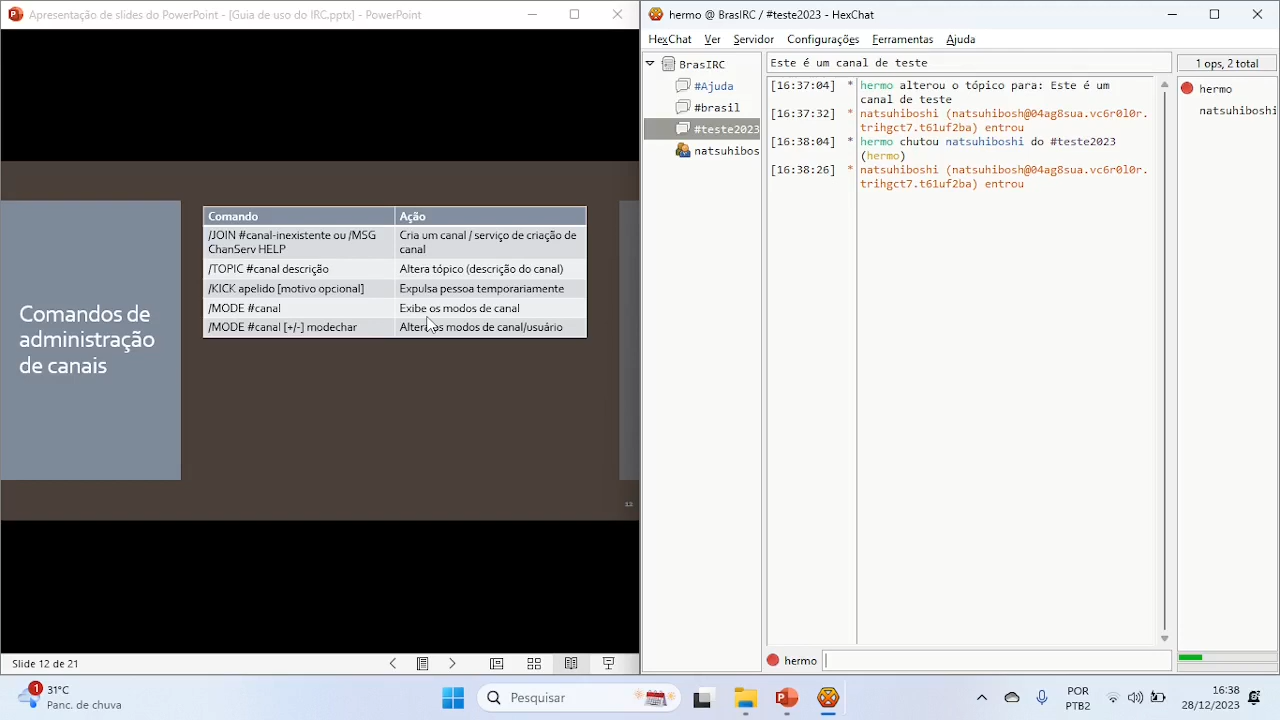 Apresentação de slides do PowerPoint - [Guia de uso do IRC.pptx] - PowerPoint
Comandos de
administração
de canais
Comando Ação
/JOIN #canal-inexistente ou /MSG
ChanServ HELP
Cria um canal / serviço de criação de
canal
/TOPIC #canal descrição Altera tópico (descrição do canal)
/KICK apelido [motivo opcional] Expulsa pessoa temporariamente
/MODE #canal Exibe os modos de canal
/MODE #canal [+/-] modechar Altera os modos de canal/usuário
12
Slide 12 de 21
hermo @ BrasIRC / #teste2023 - HexChat
HexChat Ver Servidor Configurações Ferramentas Ajuda
BrasIRC
#Ajuda
#brasil
#teste2023
natsuhibos
Este é um canal de teste
[16:37:04] * hermo alterou o tópico para: Este é um
canal de teste
[16:37:32] * natsuhiboshi (natsuhibosh@04ag8sua.vc6r0l0r.
trihgct7.t61uf2ba) entrou
[16:38:04] * hermo chutou natsuhiboshi do #teste2023
(hermo)
[16:38:26] * natsuhiboshi (natsuhibosh@04ag8sua.vc6r0l0r.
trihgct7.t61uf2ba) entrou
1 ops, 2 total
hermo
natsuhiboshi
hermo
1
31°C
Panc. de chuva
Pesquisar
POR
PTB2
16:38
28/12/2023